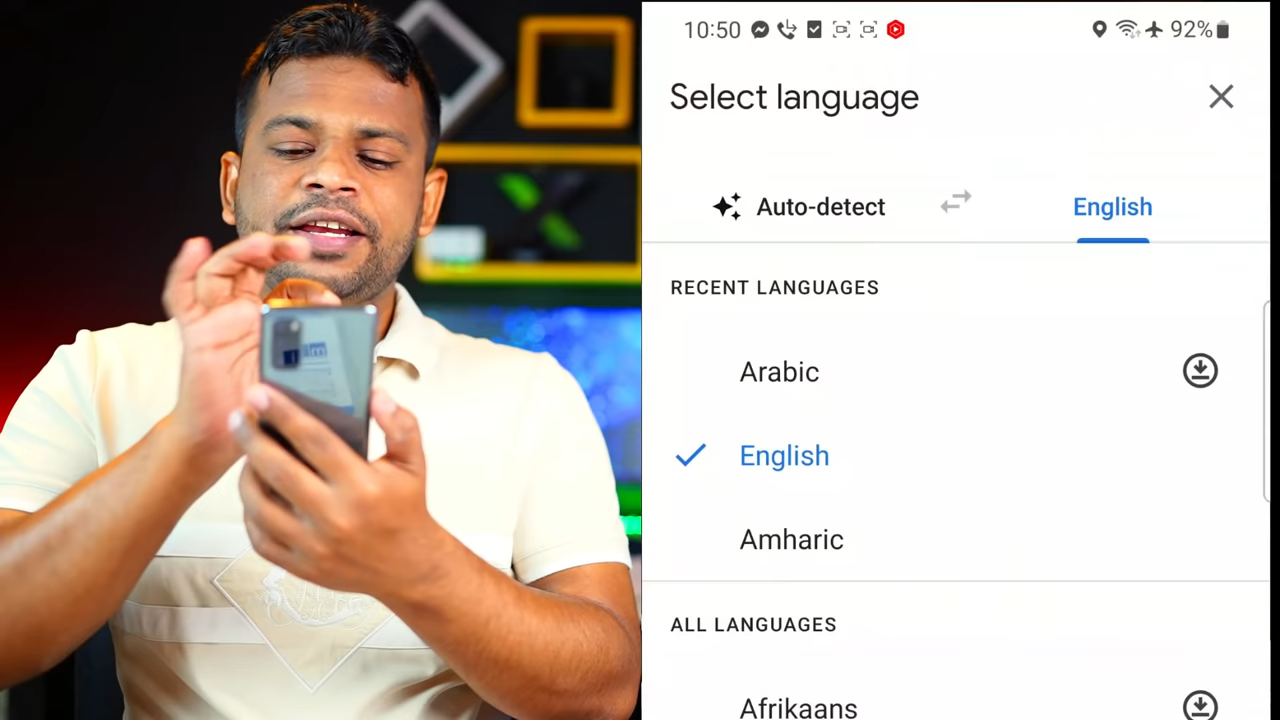 10:50 92%
Select language
Auto-detect English
RECENT LANGUAGES
Arabic
English
Amharic
ALL LANGUAGES
Afrikaans